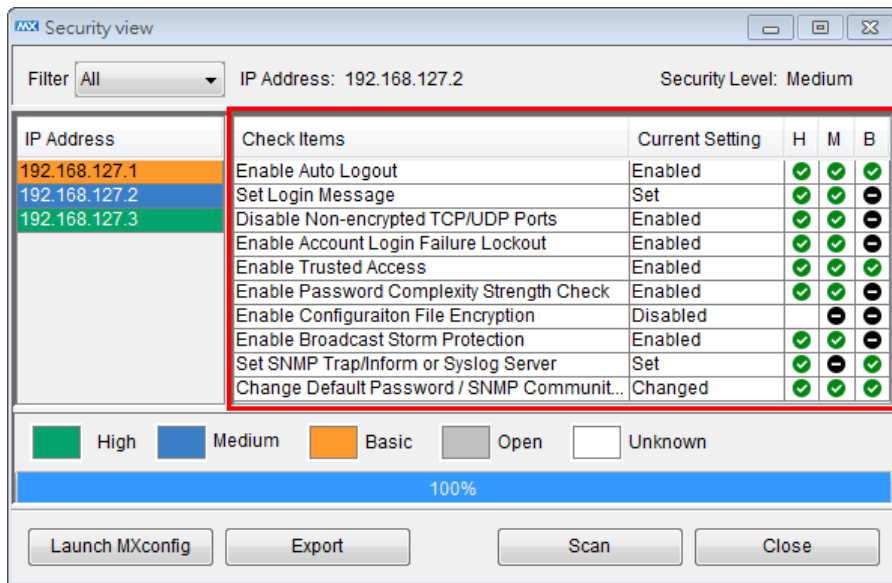 MX Security view
Filter All IP Address: 192.168.127.2 Security Level: Medium
IP Address
192.168.127.1
192.168.127.2
192.168.127.3
Check Items Current Setting H M B
Enable Auto Logout Enabled
Set Login Message Set
Disable Non-encrypted TCP/UDP Ports Enabled
Enable Account Login Failure Lockout Enabled
Enable Trusted Access Enabled
Enable Password Complexity Strength Check Enabled
Enable Configuraiton File Encryption Disabled
Enable Broadcast Storm Protection Enabled
Set SNMP Trap/Inform or Syslog Server Set
Change Default Password / SNMP Communit... Changed
High Medium Basic Open Unknown
100%
Launch MXconfig Export Scan Close